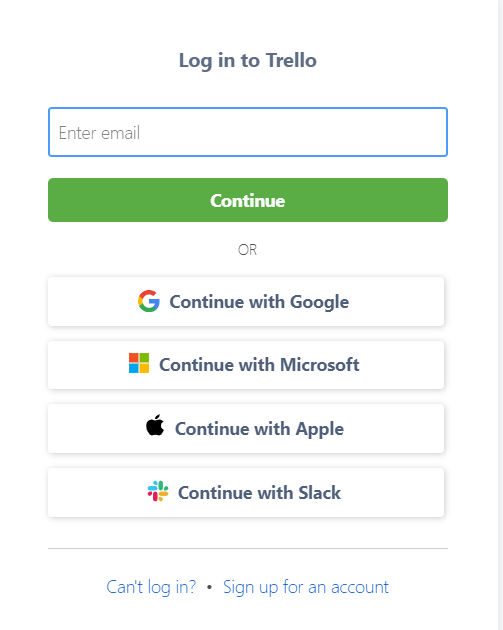 Log in to Trello
Enter email
Continue
OR
Continue with Google
Continue with Microsoft
Continue with Apple
Continue with Slack
Can't log in? • Sign up for an account